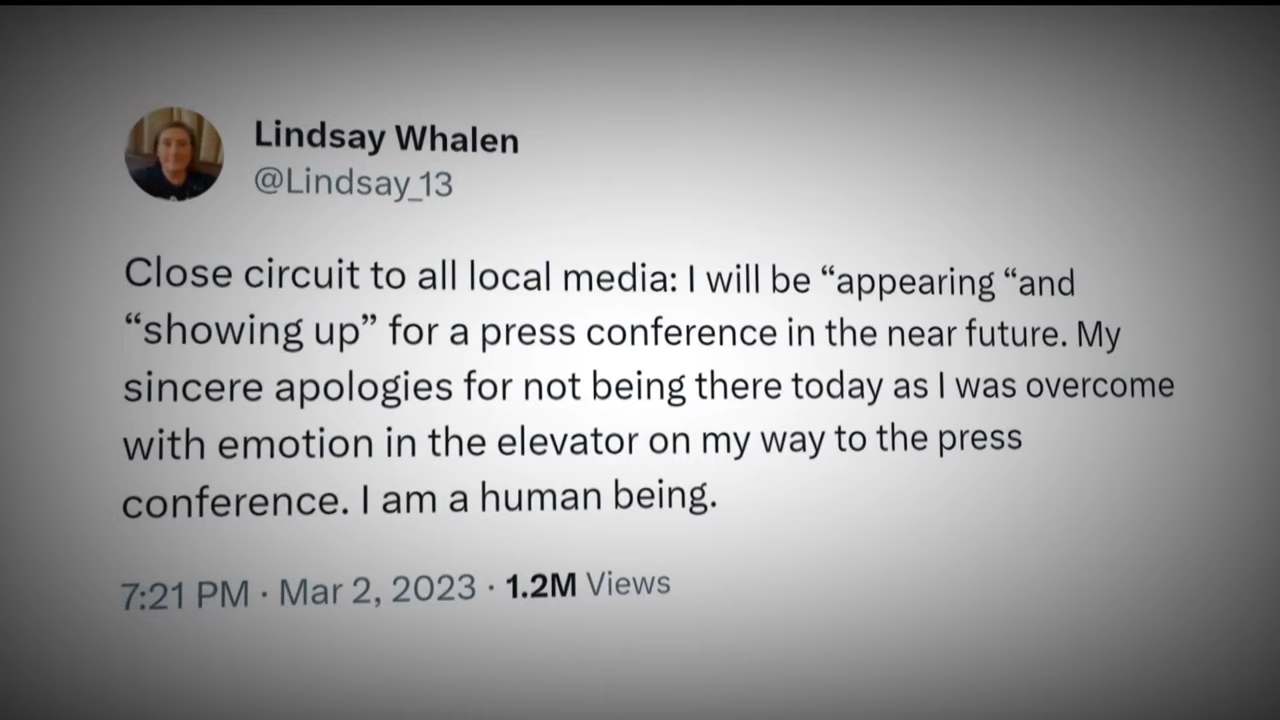 Lindsay Whalen
@Lindsay_13
Close circuit to all local media: I will be “appearing “and
“showing up” for a press conference in the near future. My
sincere apologies for not being there today as I was overcome
with emotion in the elevator on my way to the press
conference. I am a human being.
7:21 PM · Mar 2, 2023 · 1.2M Views